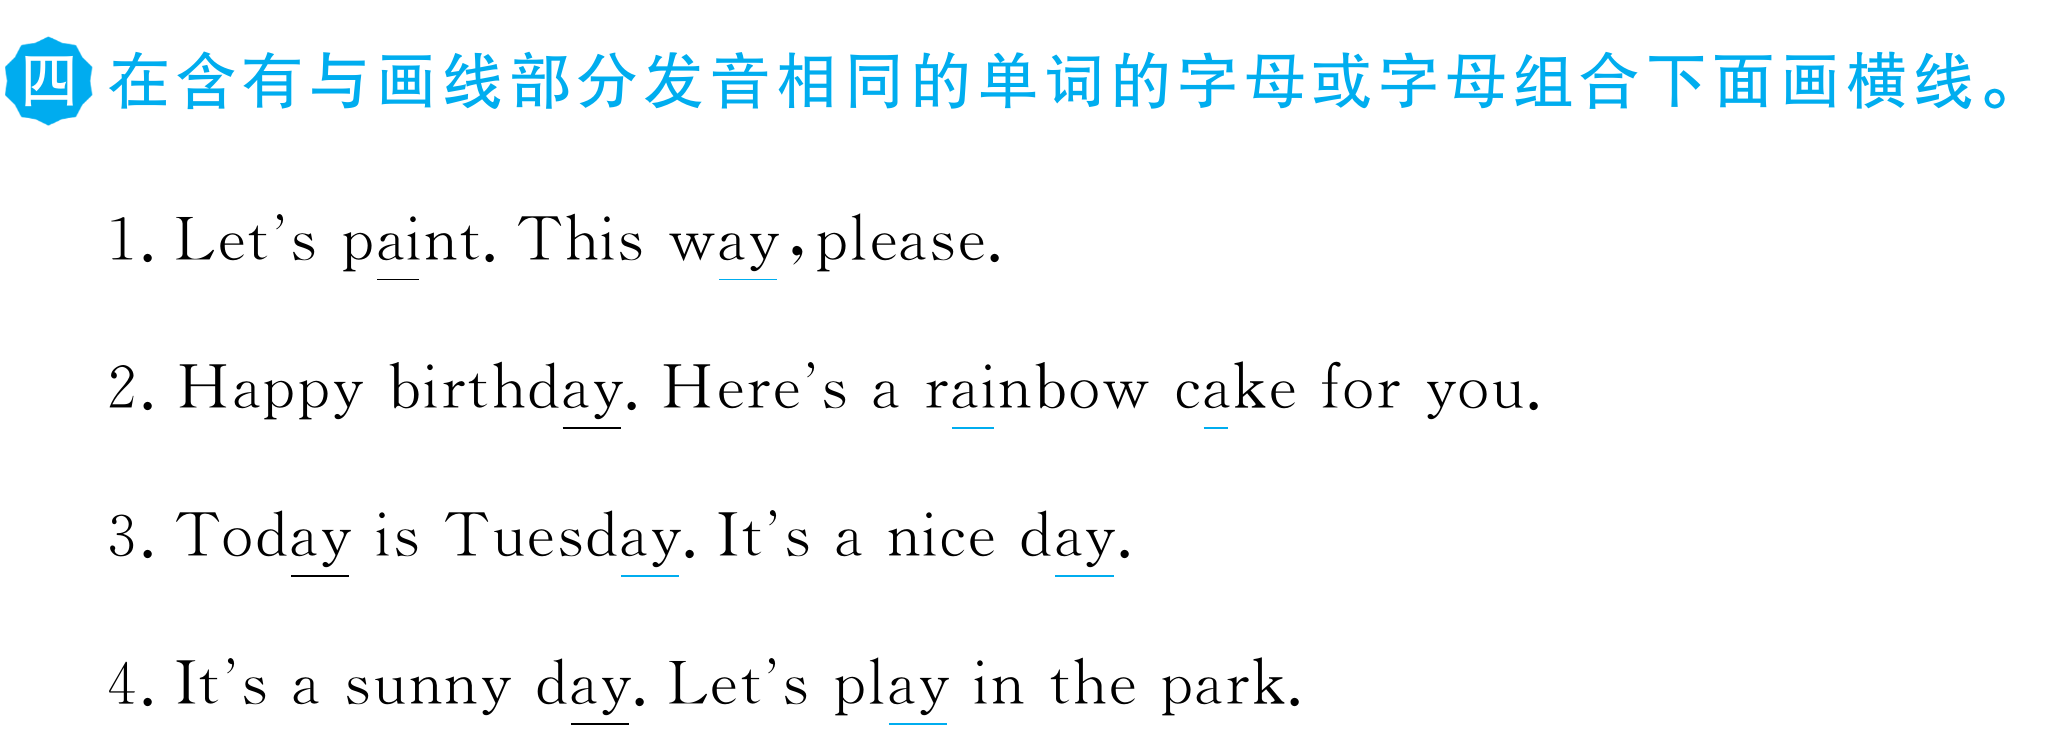 四 在含有与画线部分发音相同的单词的字母或字母组合下面画横线。
1. Let's paint. This way, please.
2. Happy birthday. Here's a rainbow cake for you.
3. Today is Tuesday. It's a nice day.
4. It's a sunny day. Let's play in the park.